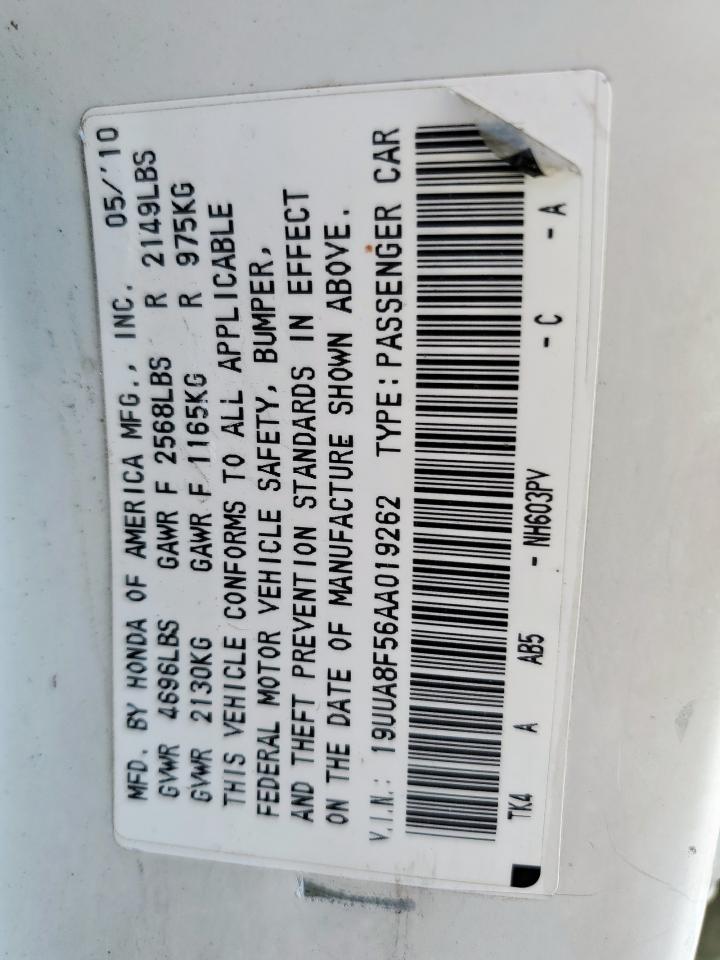 MFD. BY HONDA OF AMERICA MFG., INC. 05/'10
GVWR 4696LBS GAWR F 2568LBS R 2149LBS
GVWR 2130KG GAWR F 1165KG R 975KG
THIS VEHICLE CONFORMS TO ALL APPLICABLE
FEDERAL MOTOR VEHICLE SAFETY, BUMPER,
AND THEFT PREVENTION STANDARDS IN EFFECT
ON THE DATE OF MANUFACTURE SHOWN ABOVE.
V.I.N.: 19UUA8F56AA019262 TYPE:PASSENGER CAR
TK4 A AB5 - NH603PV - C - A